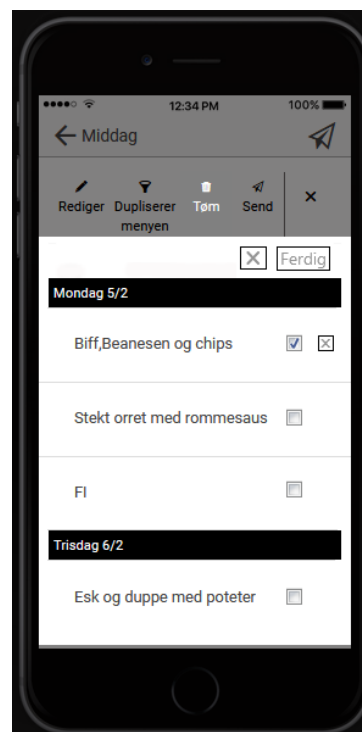 12:34 PM 100%
Middag
Rediger Dupliserer menyen Tøm Send
Ferdig
Mondag 5/2
Biff,Beanesen og chips
Stekt orret med rommesaus
FI
Trisdag 6/2
Esk og duppe med poteter